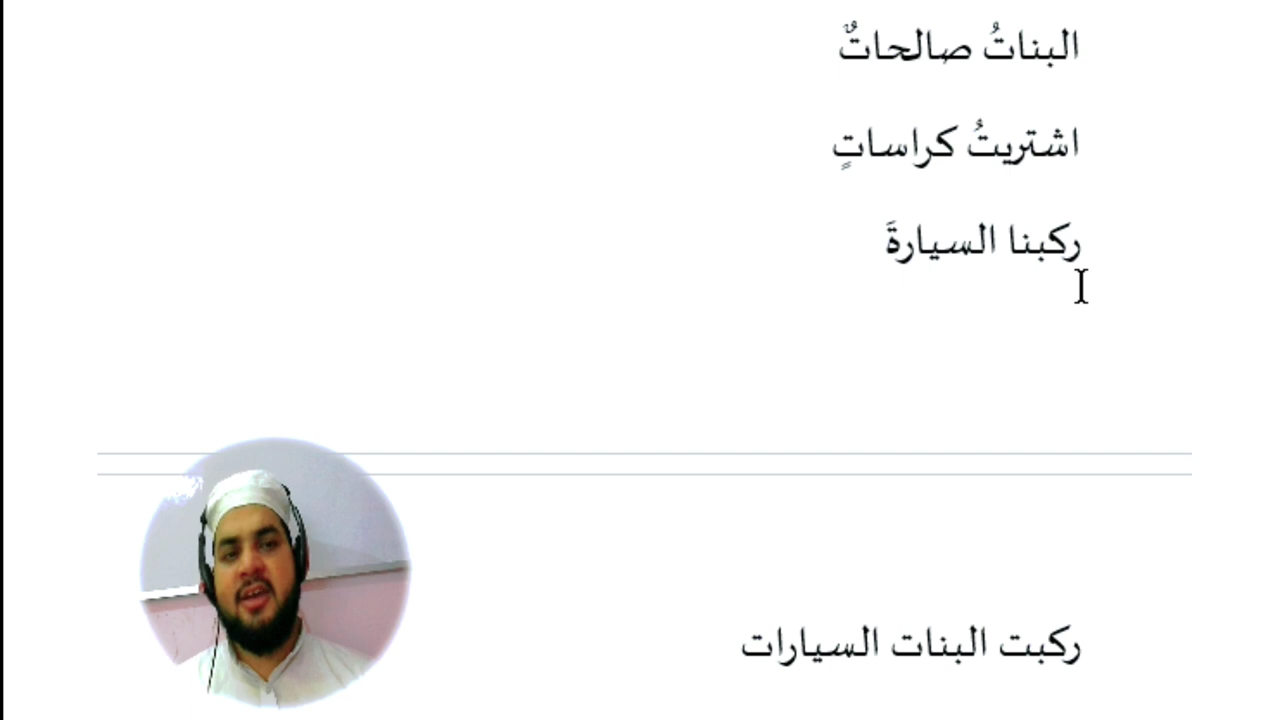 البناتُ صالحاتٌ
اشتريتُ كراساتٍ
ركبنا السيارةَ
ركبت البنات السيارات